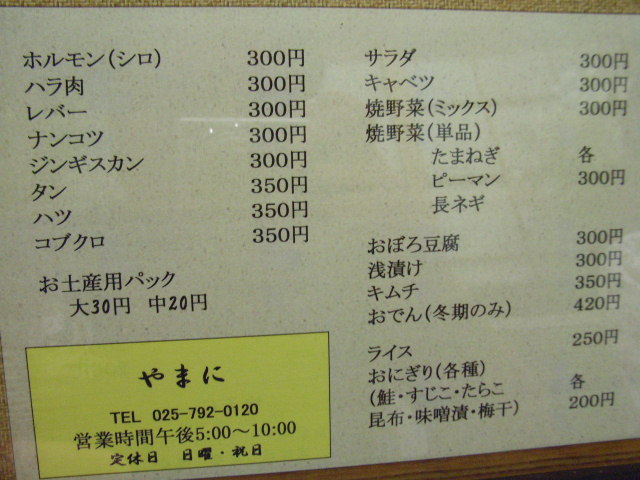 ホルモン(シロ) 300円
ハラ肉 300円
レバー 300円
ナンコツ 300円
ジンギスカン 300円
タン 350円
ハツ 350円
コブクロ 350円
お土産用パック
大30円 中20円
やまに
TEL 025-792-0120
営業時間午後5:00〜10:00
定休日 日曜・祝日
サラダ 300円
キャベツ 300円
焼野菜(ミックス) 300円
焼野菜(単品)
たまねぎ 各
ピーマン 300円
長ネギ
おぼろ豆腐 300円
浅漬け 300円
キムチ 350円
おでん(冬期のみ) 420円
ライス 250円
おにぎり(各種)
(鮭・すじこ・たらこ 各
昆布・味噌漬・梅干) 200円